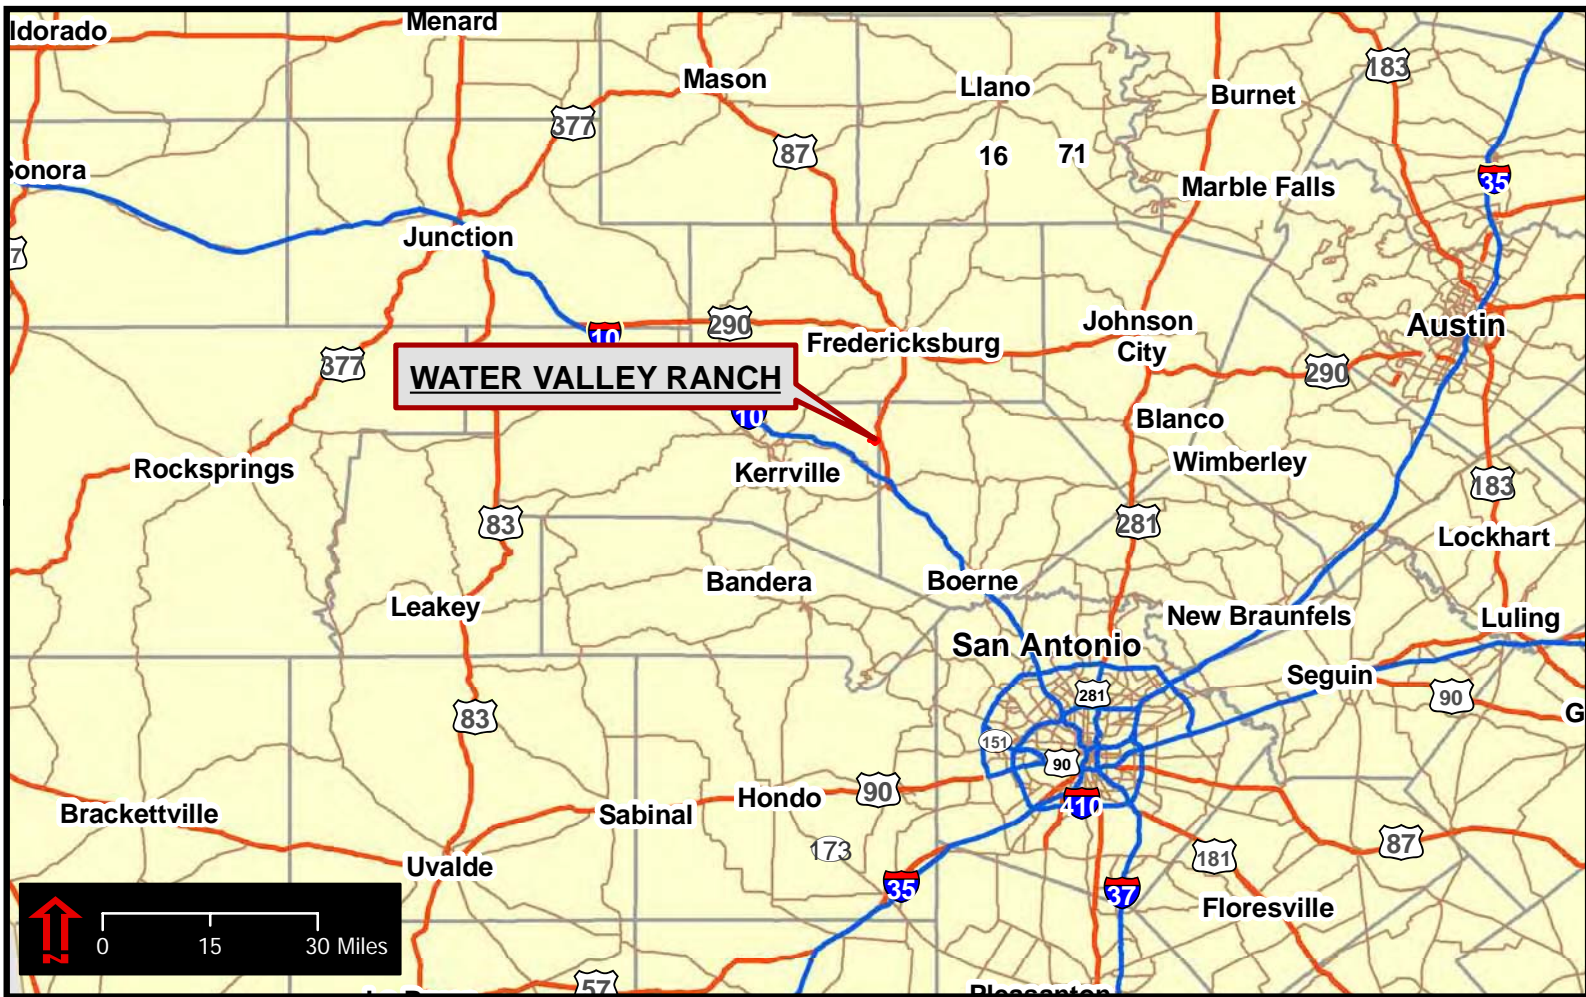 ldorado
Menard
Mason
Llano
Burnet
183
377
87
16
71
Sonora
Marble Falls
35
Junction
7
290
10
Johnson
City
Fredericksburg
Austin
377
WATER VALLEY RANCH
290
10
Blanco
Rocksprings
Kerrville
Wimberley
183
83
281
Lockhart
Bandera
Boerne
Leakey
New Braunfels
Luling
San Antonio
Seguin
281
90
G
83
151
90
Brackettville
Sabinal
Hondo
90
410
173
87
Uvalde
181
35
37
Floresville
N
0 15 30 Miles
57
Pleasanton